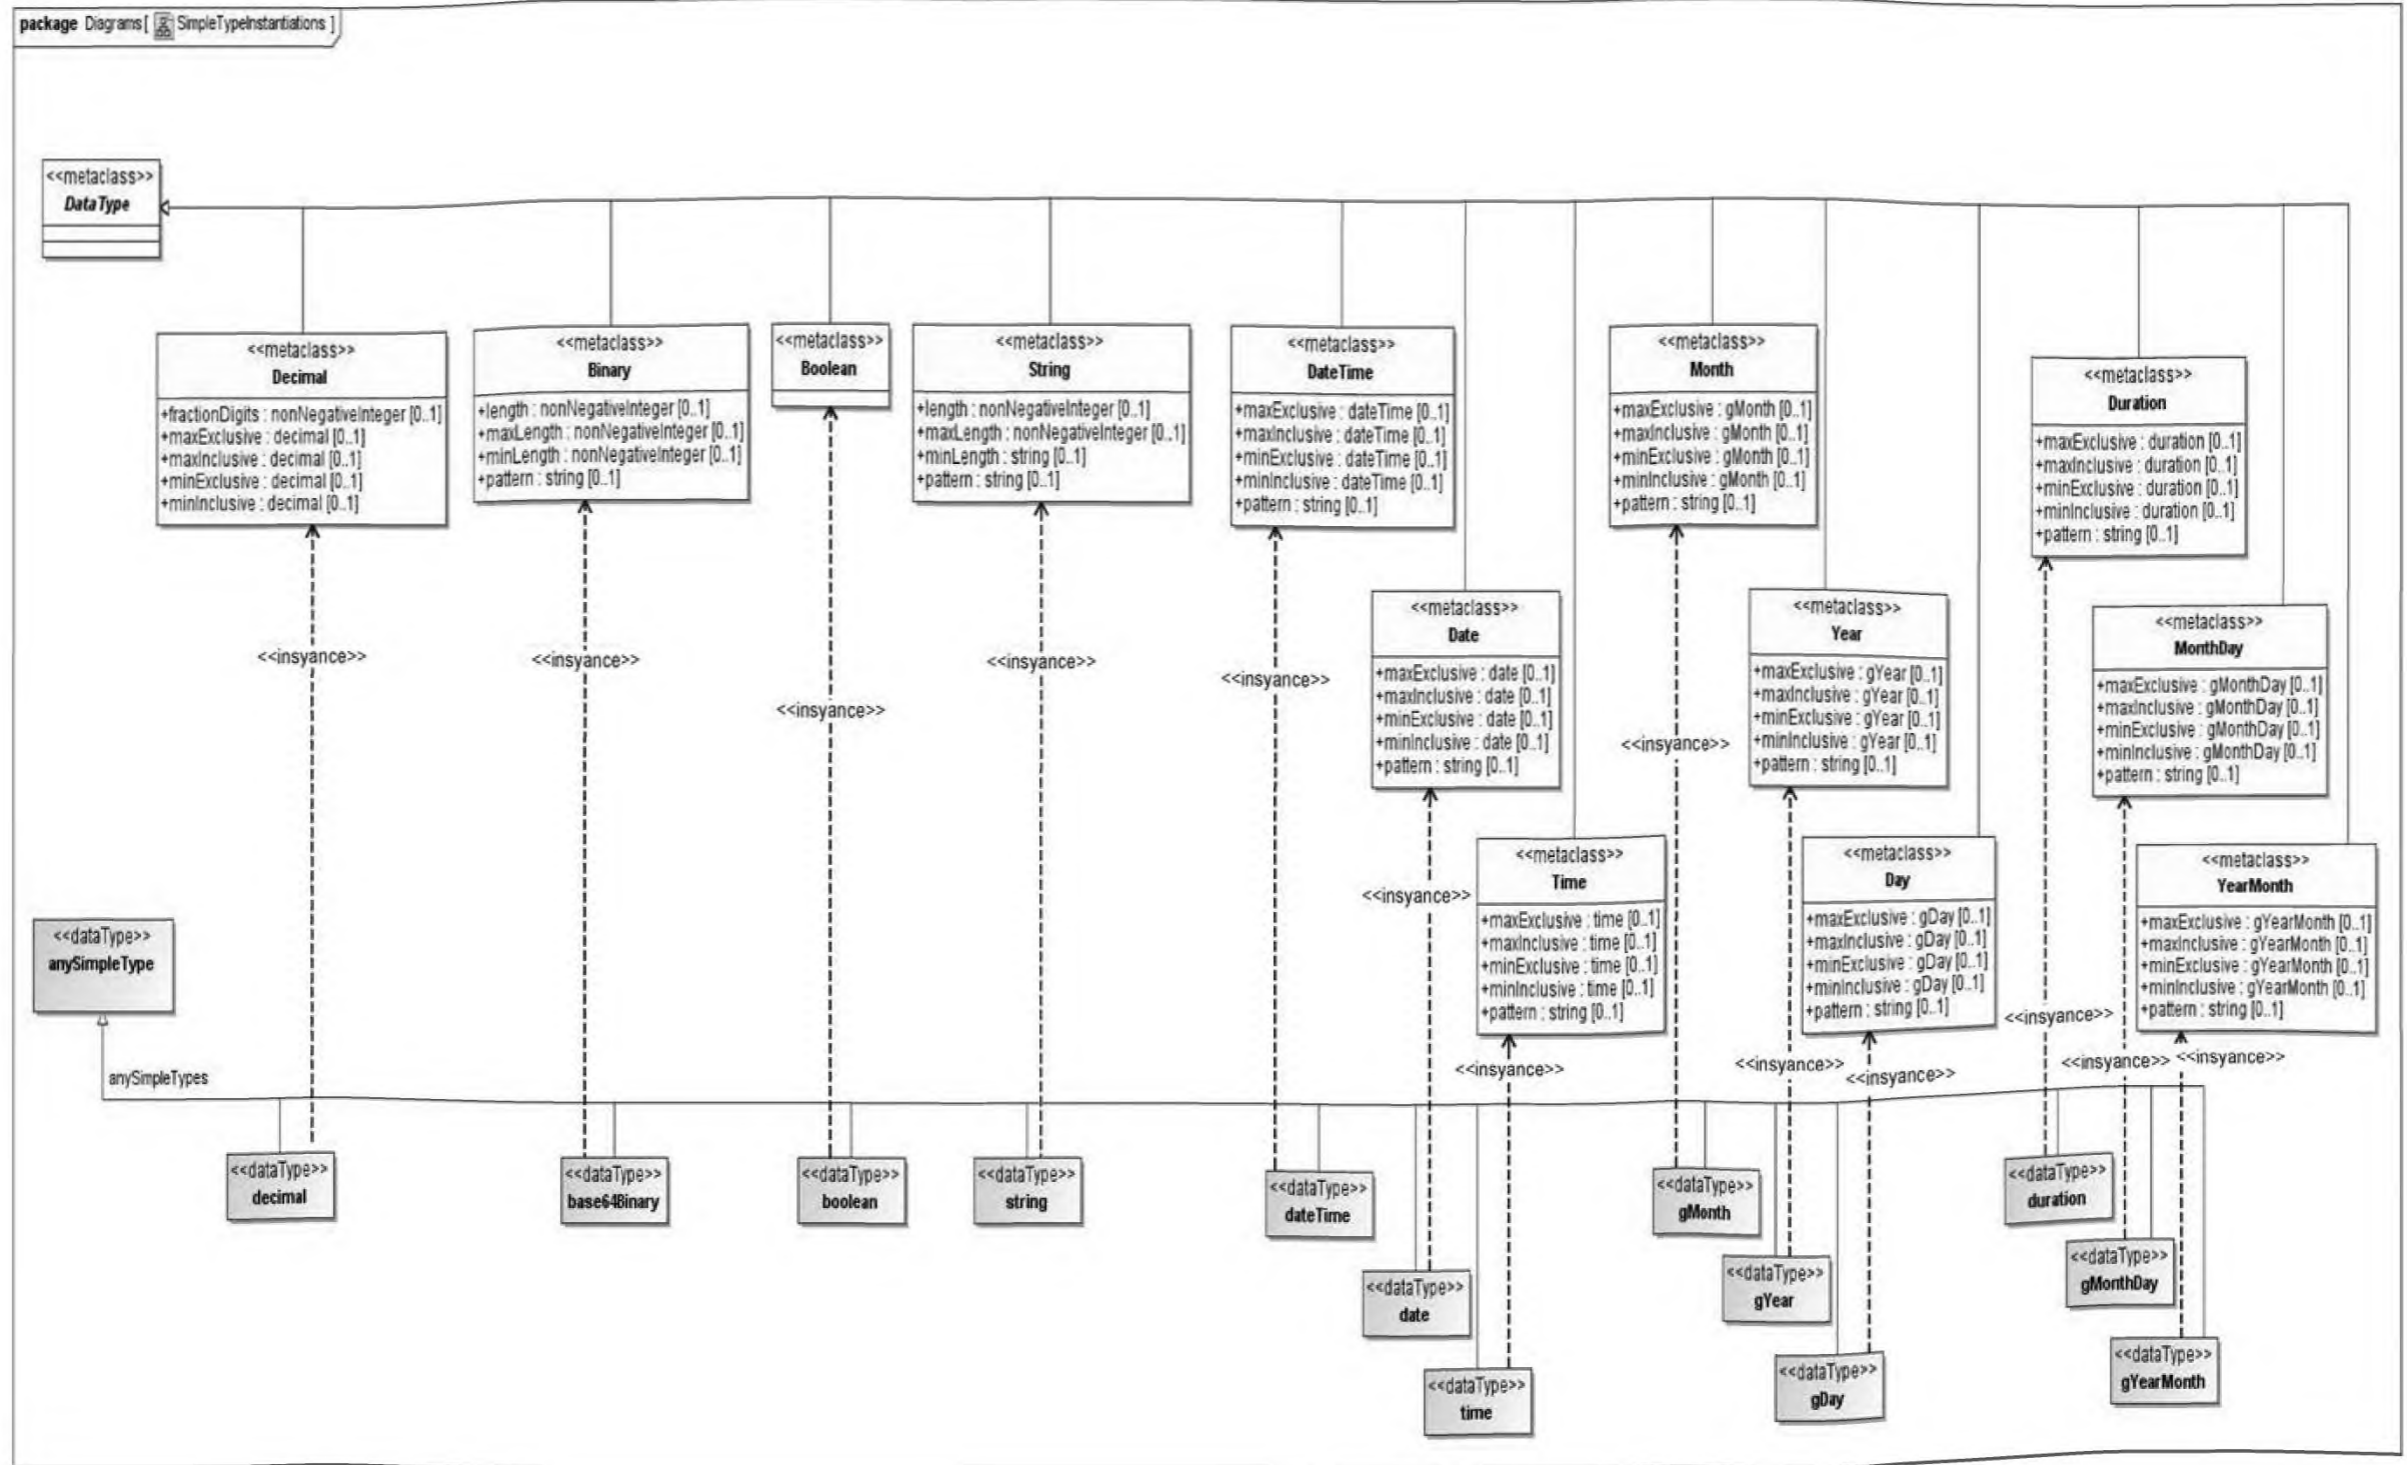 package Diagrams [ SimpleTypeInstantiations ]
<<metaclass>>
DataType
<<metaclass>>
Decimal
+fractionDigits : nonNegativeInteger [0..1]
+maxExclusive : decimal [0..1]
+maxInclusive : decimal [0..1]
+minExclusive : decimal [0..1]
+minInclusive : decimal [0..1]
<<metaclass>>
Binary
+length : nonNegativeInteger [0..1]
+maxLength : nonNegativeInteger [0..1]
+minLength : nonNegativeInteger [0..1]
+pattern : string [0..1]
<<metaclass>>
Boolean
<<metaclass>>
String
+length : nonNegativeInteger [0..1]
+maxLength : nonNegativeInteger [0..1]
+minLength : string [0..1]
+pattern : string [0..1]
<<metaclass>>
DateTime
+maxExclusive : dateTime [0..1]
+maxInclusive : dateTime [0..1]
+minExclusive : dateTime [0..1]
+minInclusive : dateTime [0..1]
+pattern : string [0..1]
<<metaclass>>
Month
+maxExclusive : gMonth [0..1]
+maxInclusive : gMonth [0..1]
+minExclusive : gMonth [0..1]
+minInclusive : gMonth [0..1]
+pattern : string [0..1]
<<metaclass>>
Duration
+maxExclusive : duration [0..1]
+maxInclusive : duration [0..1]
+minExclusive : duration [0..1]
+minInclusive : duration [0..1]
+pattern : string [0..1]
<<metaclass>>
Date
+maxExclusive : date [0..1]
+maxInclusive : date [0..1]
+minExclusive : date [0..1]
+minInclusive : date [0..1]
+pattern : string [0..1]
<<metaclass>>
Year
+maxExclusive : gYear [0..1]
+maxInclusive : gYear [0..1]
+minExclusive : gYear [0..1]
+minInclusive : gYear [0..1]
+pattern : string [0..1]
<<metaclass>>
MonthDay
+maxExclusive : gMonthDay [0..1]
+maxInclusive : gMonthDay [0..1]
+minExclusive : gMonthDay [0..1]
+minInclusive : gMonthDay [0..1]
+pattern : string [0..1]
<<insyance>>
<<insyance>>
<<insyance>>
<<insyance>>
<<insyance>>
<<insyance>>
<<insyance>>
<<metaclass>>
Time
+maxExclusive : time [0..1]
+maxInclusive : time [0..1]
+minExclusive : time [0..1]
+minInclusive : time [0..1]
+pattern : string [0..1]
<<metaclass>>
Day
+maxExclusive : gDay [0..1]
+maxInclusive : gDay [0..1]
+minExclusive : gDay [0..1]
+minInclusive : gDay [0..1]
+pattern : string [0..1]
<<metaclass>>
YearMonth
+maxExclusive : gYearMonth [0..1]
+maxInclusive : gYearMonth [0..1]
+minExclusive : gYearMonth [0..1]
+minInclusive : gYearMonth [0..1]
+pattern : string [0..1]
<<dataType>>
anySimpleType
<<insyance>>
<<insyance>>
<<insyance>>
<<insyance>>
<<insyance>>
<<insyance>>
anySimpleTypes
<<dataType>>
decimal
<<dataType>>
base64Binary
<<dataType>>
boolean
<<dataType>>
string
<<dataType>>
dateTime
<<dataType>>
gMonth
<<dataType>>
duration
<<dataType>>
date
<<dataType>>
gYear
<<dataType>>
gMonthDay
<<dataType>>
time
<<dataType>>
gDay
<<dataType>>
gYearMonth